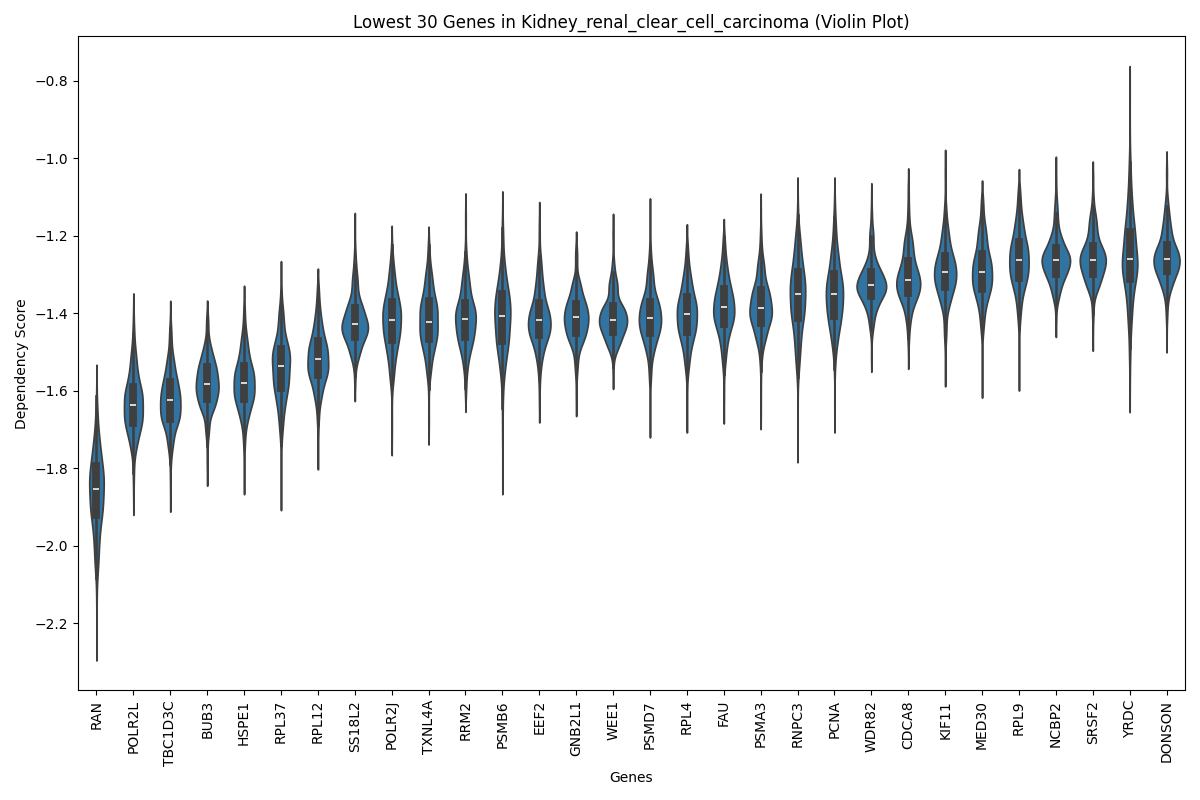 Lowest 30 Genes in Kidney_renal_clear_cell_carcinoma (Violin Plot)
Dependency Score
−0.8
−1.0
−1.2
−1.4
−1.6
−1.8
−2.0
−2.2
RAN
POLR2L
TBC1D3C
BUB3
HSPE1
RPL37
RPL12
SS18L2
POLR2J
TXNL4A
RRM2
PSMB6
EEF2
GNB2L1
WEE1
PSMD7
RPL4
FAU
PSMA3
RNPC3
PCNA
WDR82
CDCA8
KIF11
MED30
RPL9
NCBP2
SRSF2
YRDC
DONSON
Genes